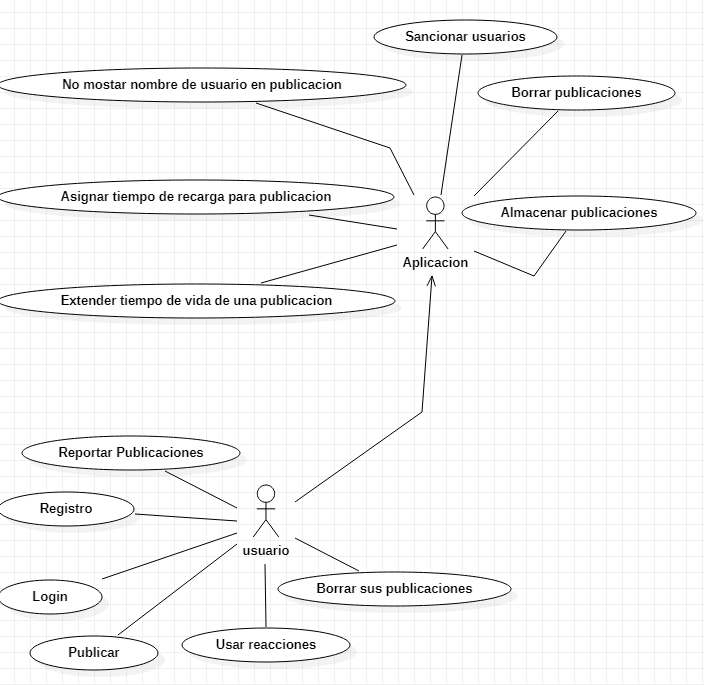 Sancionar usuarios
No mostar nombre de usuario en publicacion
Borrar publicaciones
Asignar tiempo de recarga para publicacion
Almacenar publicaciones
Aplicacion
Extender tiempo de vida de una publicacion
Reportar Publicaciones
Registro
usuario
Borrar sus publicaciones
Login
Usar reacciones
Publicar